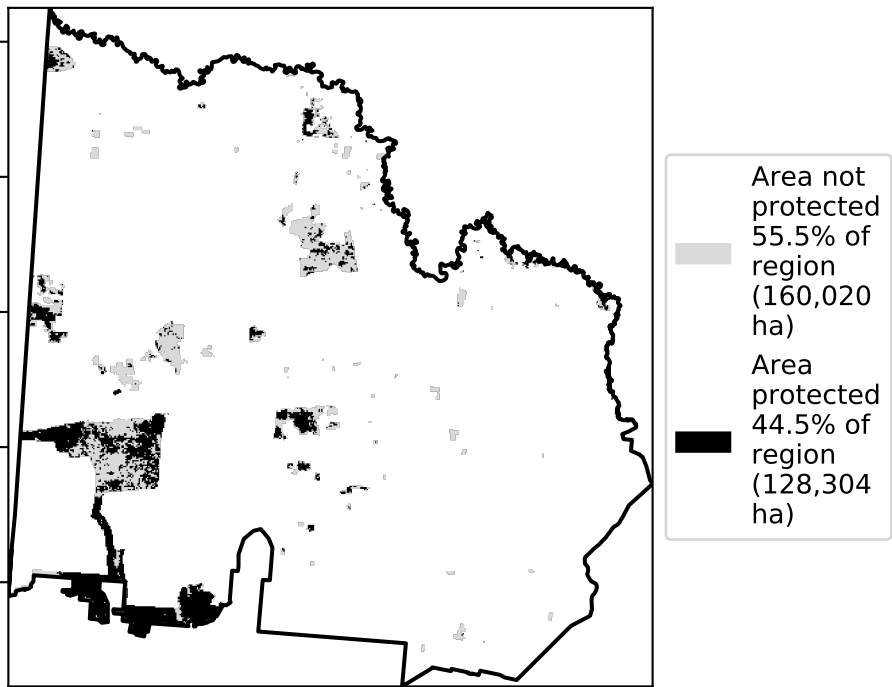 Area not
protected
55.5% of
region
(160,020
ha)
Area
protected
44.5% of
region
(128,304
ha)